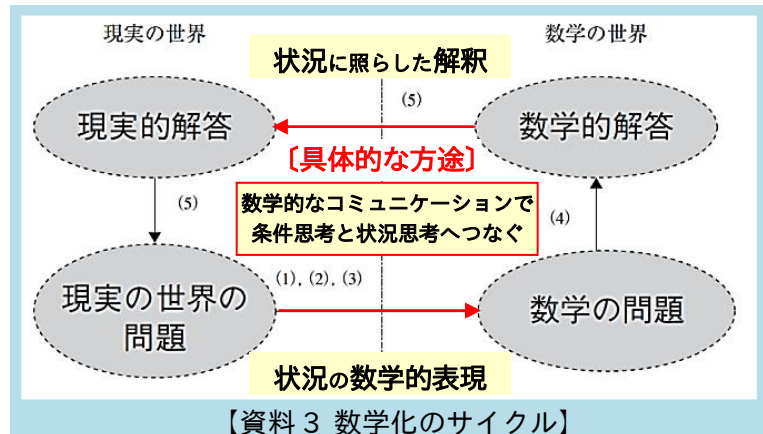 現実の世界
数学の世界
状況に照らした解釈
(5)
現実的解答
数学的解答
〔具体的な方途〕
(5)
数学的なコミュニケーションで
条件思考と状況思考へつなぐ
(4)
(1), (2), (3)
現実の世界の
問題
数学の問題
状況の数学的表現
【資料3 数学化のサイクル】